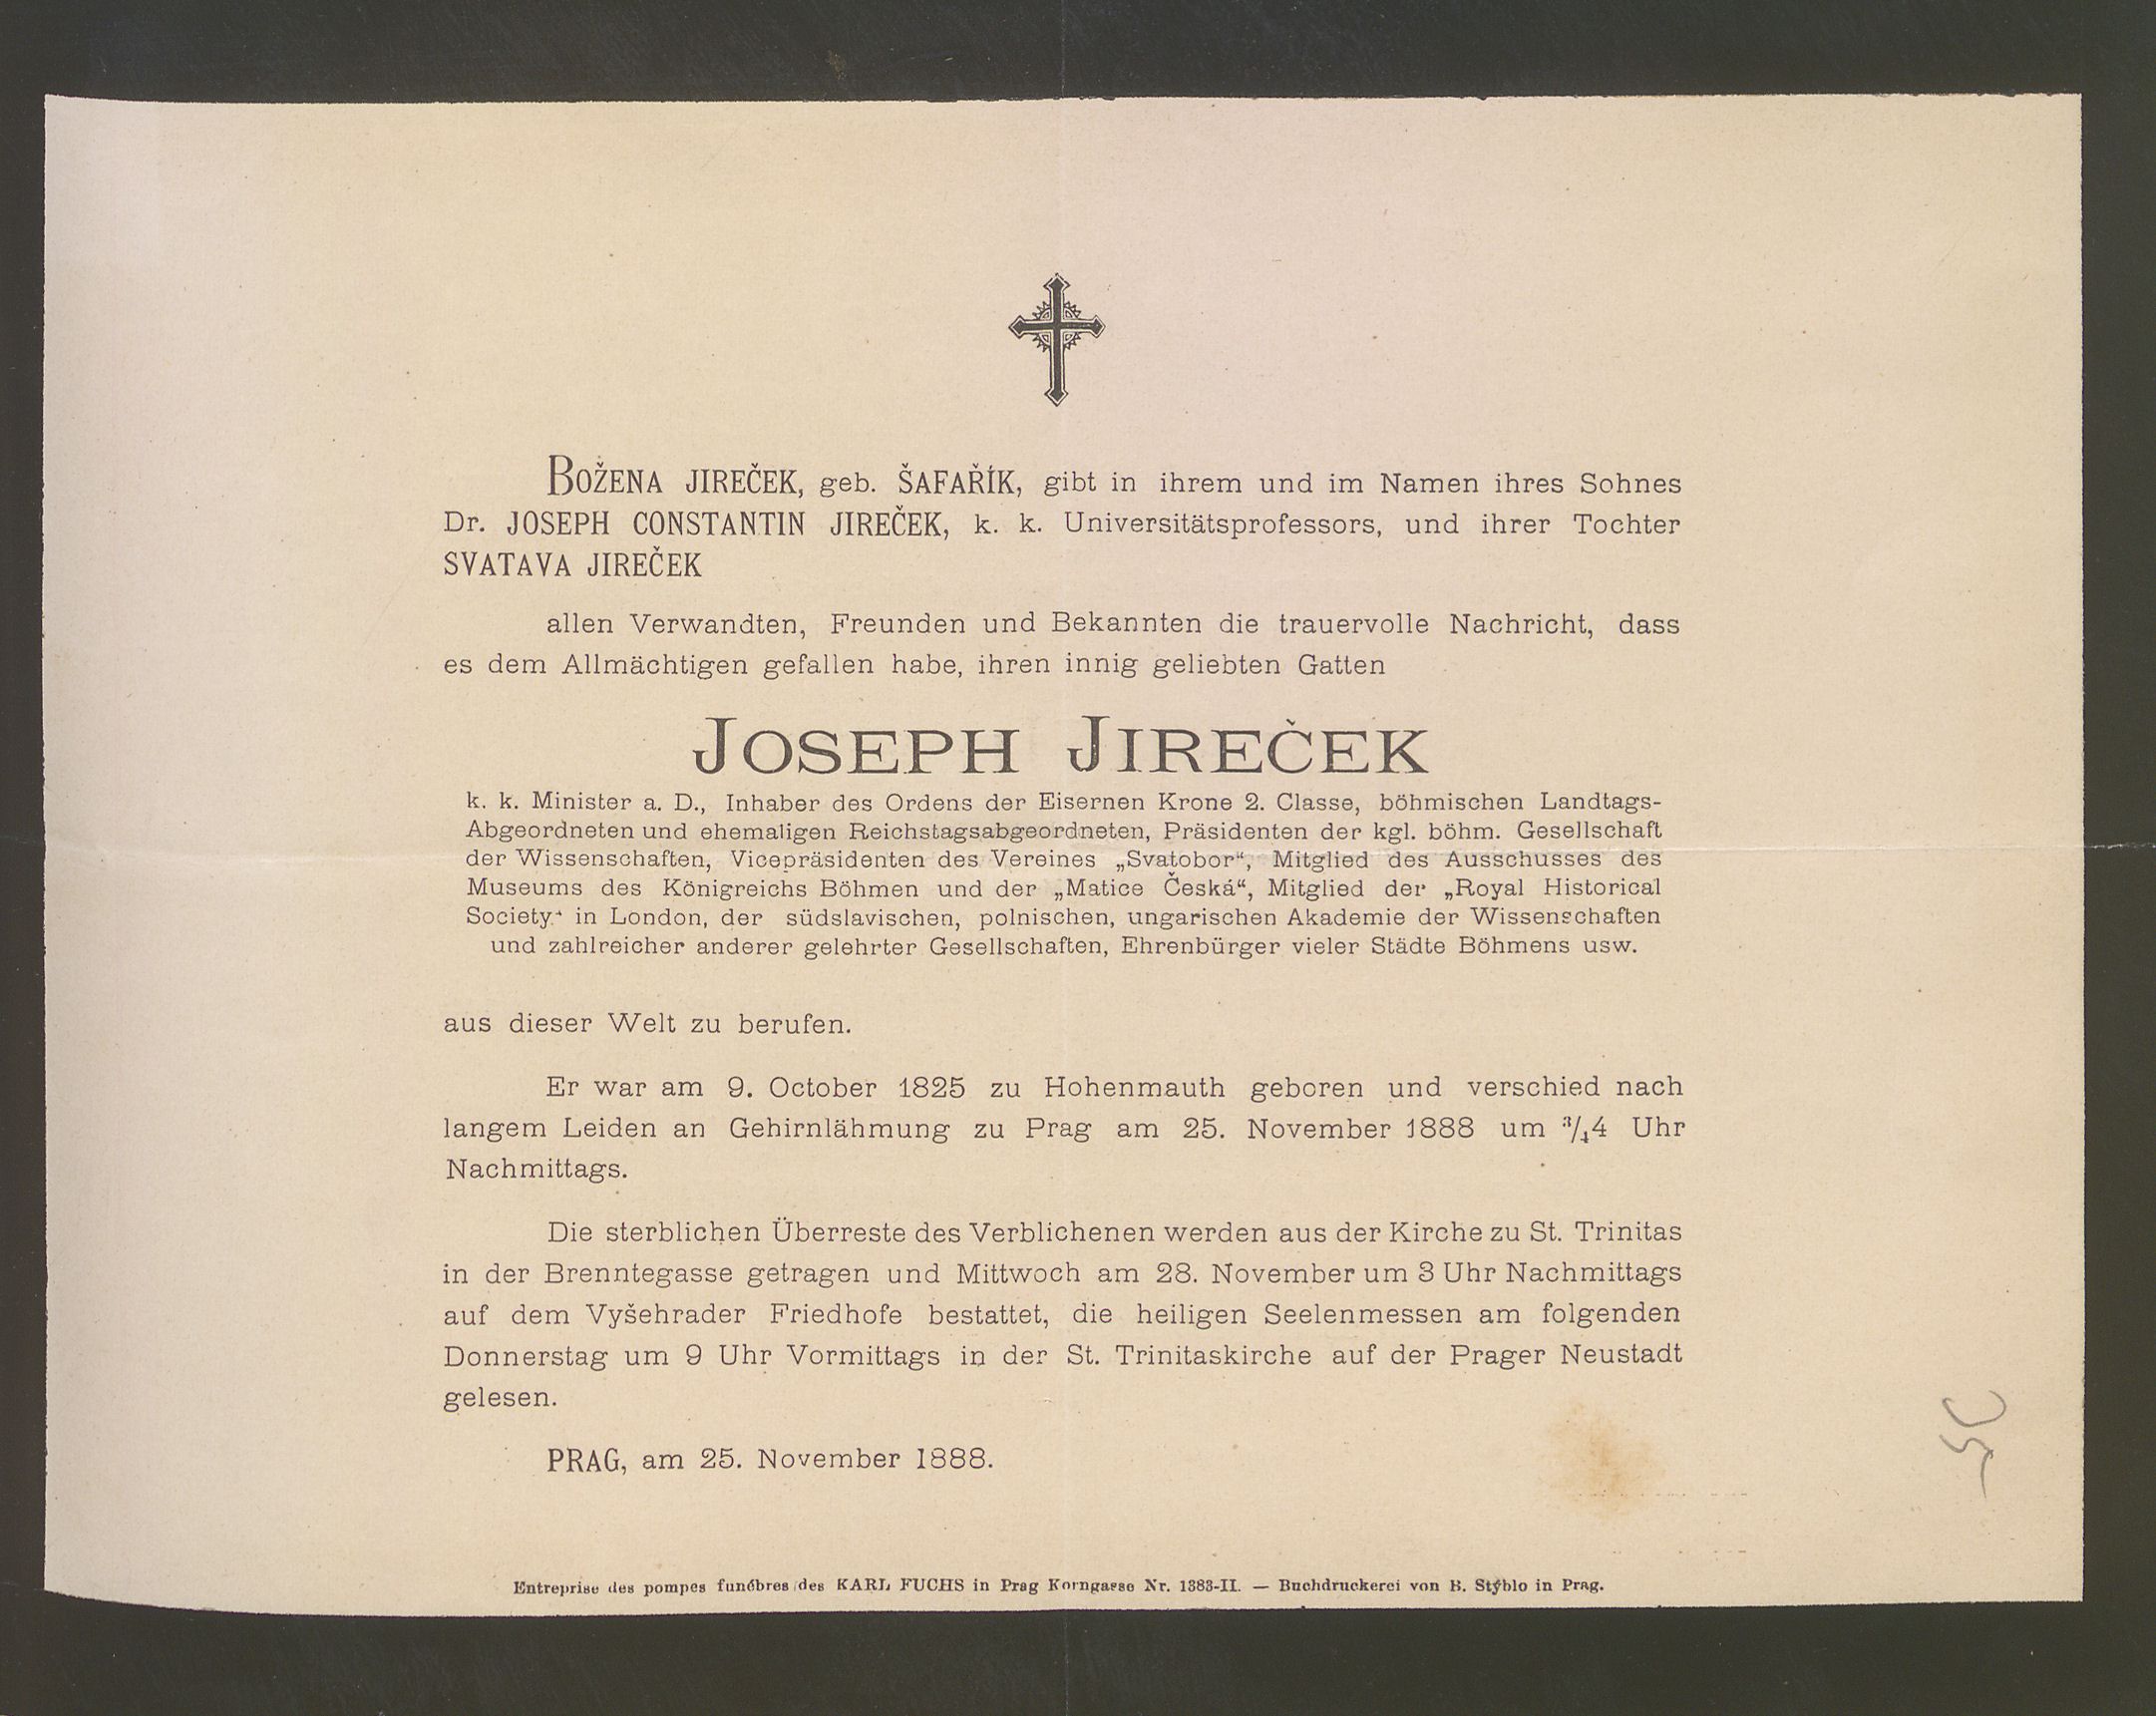 BOŽENA JIREČEK, geb. ŠAFAŘÍK, gibt in ihrem und im Namen ihres Sohnes
Dr. JOSEPH CONSTANTIN JIREČEK, k. k. Universitätsprofessors, und ihrer Tochter
SVATAVA JIREČEK
allen Verwandten, Freunden und Bekannten die trauervolle Nachricht, dass
es dem Allmächtigen gefallen habe, ihren innig geliebten Gatten
JOSEPH JIREČEK
k. k. Minister a. D., Inhaber des Ordens der Eisernen Krone 2. Classe, böhmischen Landtags-
Abgeordneten und ehemaligen Reichstagsabgeordneten, Präsidenten der kgl. böhm. Gesellschaft
der Wissenschaften, Vicepräsidenten des Vereines „Svatobor“, Mitglied des Ausschusses des
Museums des Königreichs Böhmen und der „Matice Česká“, Mitglied der „Royal Historical
Society“ in London, der südslavischen, polnischen, ungarischen Akademie der Wissenschaften
und zahlreicher anderer gelehrter Gesellschaften, Ehrenbürger vieler Städte Böhmens usw.
aus dieser Welt zu berufen.
Er war am 9. October 1825 zu Hohenmauth geboren und verschied nach
langem Leiden an Gehirnlähmung zu Prag am 25. November 1888 um ¾4 Uhr
Nachmittags.
Die sterblichen Überreste des Verblichenen werden aus der Kirche zu St. Trinitas
in der Brenntegasse getragen und Mittwoch am 28. November um 3 Uhr Nachmittags
auf dem Vyšehrader Friedhofe bestattet, die heiligen Seelenmessen am folgenden
Donnerstag um 9 Uhr Vormittags in der St. Trinitaskirche auf der Prager Neustadt
gelesen.
PRAG, am 25. November 1888.
Entreprise des pompes funébres des KARL FUCHS in Prag Korngasse Nr. 1383-II. — Buchdruckerei von B. Stýblo in Prag.